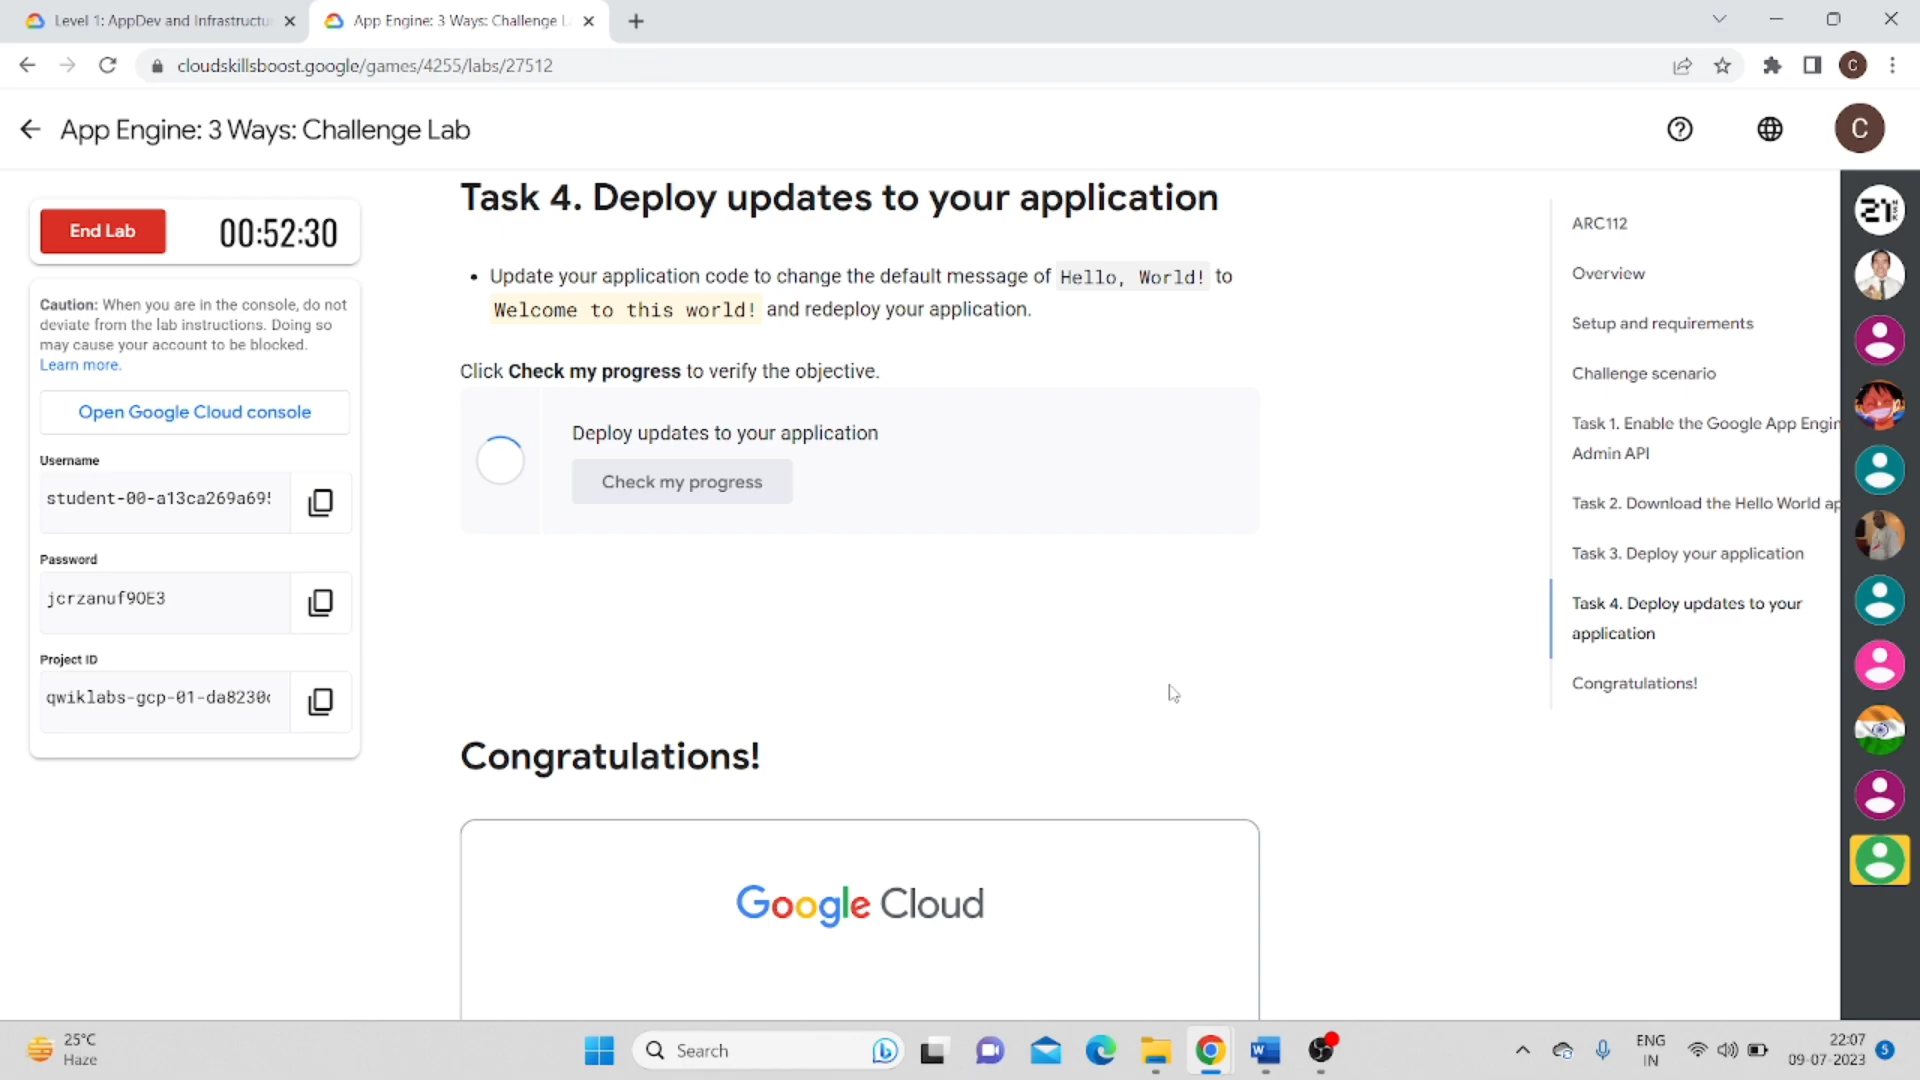 Level 1: AppDev and Infrastructu
App Engine: 3 Ways: Challenge L
cloudskillsboost.google/games/4255/labs/27512
C
App Engine: 3 Ways: Challenge Lab
C
End Lab
00:52:30
Caution: When you are in the console, do not
deviate from the lab instructions. Doing so
may cause your account to be blocked.
Learn more.
Open Google Cloud console
Username
student-00-a13ca269a695
Password
jcrzanuf9OE3
Project ID
qwiklabs-gcp-01-da8230
Task 4. Deploy updates to your application
• Update your application code to change the default message of Hello, World! to
Welcome to this world! and redeploy your application.
Click Check my progress to verify the objective.
Deploy updates to your application
Check my progress
Congratulations!
Google Cloud
ARC112
Overview
Setup and requirements
Challenge scenario
Task 1. Enable the Google App Engin
Admin API
Task 2. Download the Hello World ap
Task 3. Deploy your application
Task 4. Deploy updates to your
application
Congratulations!
21
25°C
Haze
Search
ENG
IN
22:07
09-07-2023
5